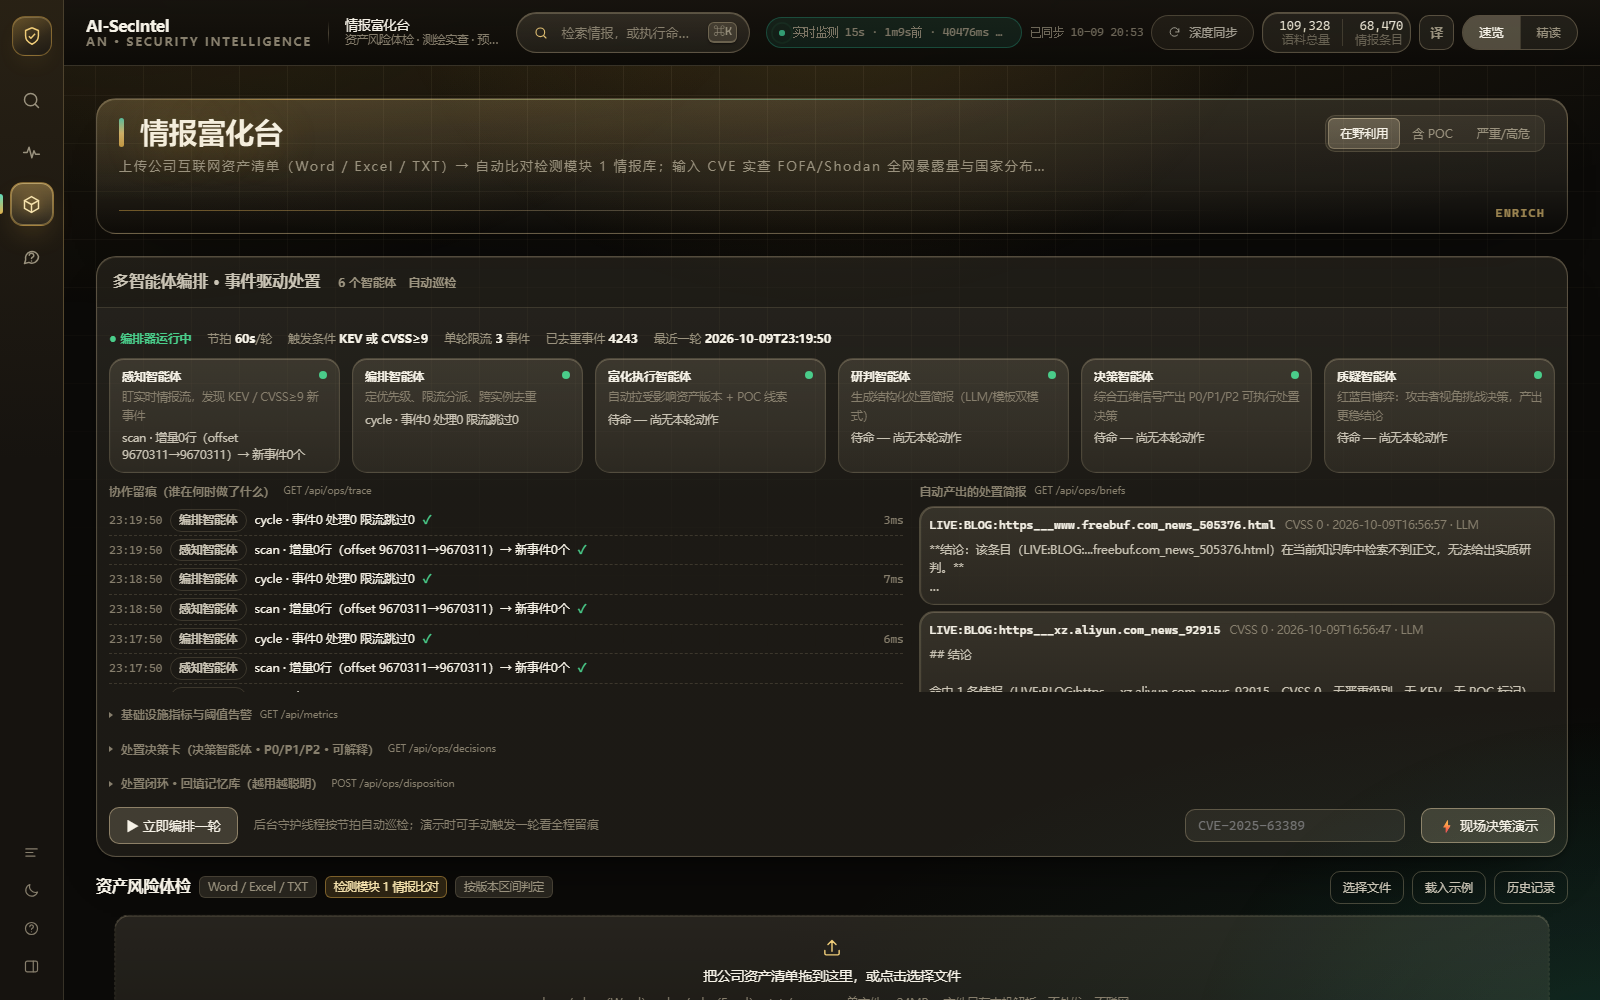 AI-SecIntel
AN • SECURITY INTELLIGENCE
情报富化台
资产风险体检 · 测绘实查 · 预...
检索情报，或执行命...
⌘K
实时监测 15s · 1m9s前 · 40476ms …
已同步 10-09 20:53
深度同步
109,328
语料总量
68,470
情报条目
译
速览
精读
情报富化台
在野利用
含 POC
严重/高危
上传公司互联网资产清单（Word / Excel / TXT）→ 自动比对检测模块 1 情报库；输入 CVE 实查 FOFA/Shodan 全网暴露量与国家分布...
ENRICH
多智能体编排 • 事件驱动处置
6 个智能体
自动巡检
编排器运行中
节拍 60s/轮
触发条件 KEV 或 CVSS≥9
单轮限流 3 事件
已去重事件 4243
最近一轮 2026-10-09T23:19:50
感知智能体
盯实时情报流，发现 KEV / CVSS≥9 新
事件
scan · 增量0行（offset
9670311→9670311）→ 新事件0个
编排智能体
定优先级、限流分派、跨实例去重
cycle · 事件0 处理0 限流跳过0
富化执行智能体
自动拉受影响资产版本 + POC 线索
待命 — 尚无本轮动作
研判智能体
生成结构化处置简报（LLM/模板双模
式）
待命 — 尚无本轮动作
决策智能体
综合五维信号产出 P0/P1/P2 可执行处置
决策
待命 — 尚无本轮动作
质疑智能体
红蓝自博弈：攻击者视角挑战决策，产出
更稳结论
待命 — 尚无本轮动作
协作留痕（谁在何时做了什么）
GET /api/ops/trace
23:19:50 编排智能体 cycle · 事件0 处理0 限流跳过0 ✓ 3ms
23:19:50 感知智能体 scan · 增量0行（offset 9670311→9670311）→ 新事件0个 ✓
23:18:50 编排智能体 cycle · 事件0 处理0 限流跳过0 ✓ 7ms
23:18:50 感知智能体 scan · 增量0行（offset 9670311→9670311）→ 新事件0个 ✓
23:17:50 编排智能体 cycle · 事件0 处理0 限流跳过0 ✓ 6ms
23:17:50 感知智能体 scan · 增量0行（offset 9670311→9670311）→ 新事件0个 ✓
自动产出的处置简报
GET /api/ops/briefs
LIVE:BLOG:https___www.freebuf.com_news_505376.html CVSS 0 · 2026-10-09T16:56:57 · LLM
**结论：该条目（LIVE:BLOG:...freebuf.com_news_505376.html）在当前知识库中检索不到正文，无法给出实质研
判。**
...
LIVE:BLOG:https___xz.aliyun.com_news_92915 CVSS 0 · 2026-10-09T16:56:47 · LLM
## 结论
命中 1 条情报（LIVE:BLOG:https___xz.aliyun.com_news_92915，CVSS 0，无严重级别，无 KEV，无 POC 标记）
基础设施指标与阈值告警 GET /api/metrics
处置决策卡（决策智能体 • P0/P1/P2 • 可解释） GET /api/ops/decisions
处置闭环 • 回填记忆库（越用越聪明） POST /api/ops/disposition
▶ 立即编排一轮
后台守护线程按节拍自动巡检；演示时可手动触发一轮看全程留痕
CVE-2025-63389
现场决策演示
资产风险体检
Word / Excel / TXT
检测模块 1 情报比对
按版本区间判定
选择文件
载入示例
历史记录
把公司资产清单拖到这里，或点击选择文件